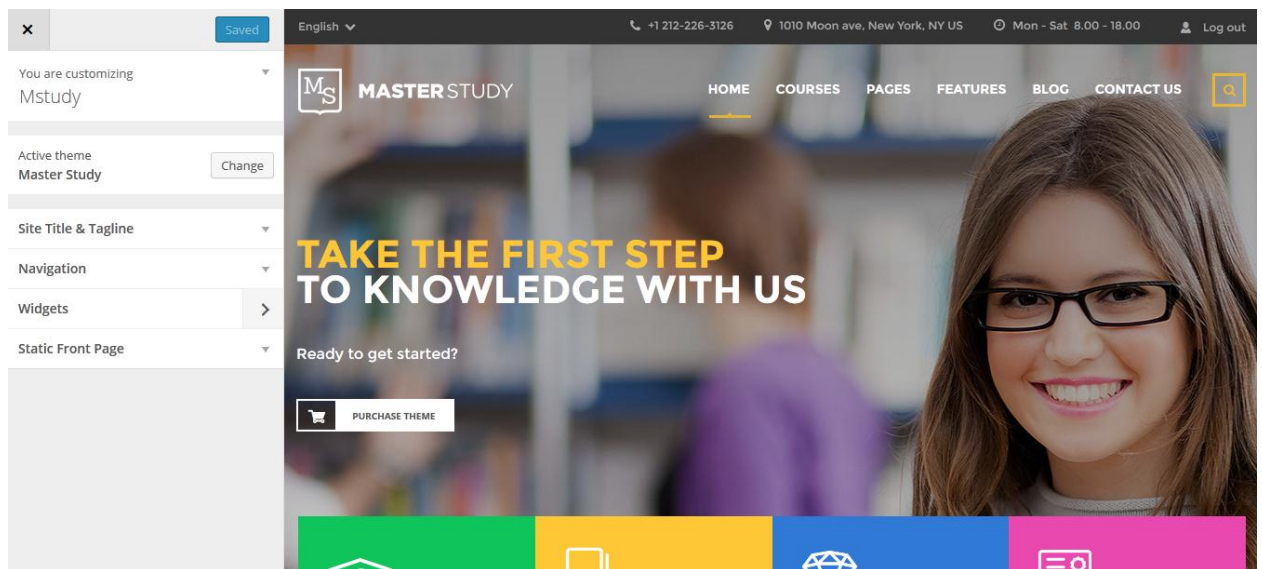 Saved
You are customizing
Mstudy
Active theme
Master Study
Change
Site Title & Tagline
Navigation
Widgets
Static Front Page
English
+1 212-226-3126
1010 Moon ave, New York, NY US
Mon - Sat 8.00 - 18.00
Log out
MS MASTERSTUDY
HOME COURSES PAGES FEATURES BLOG CONTACT US
TAKE THE FIRST STEP
TO KNOWLEDGE WITH US
Ready to get started?
PURCHASE THEME